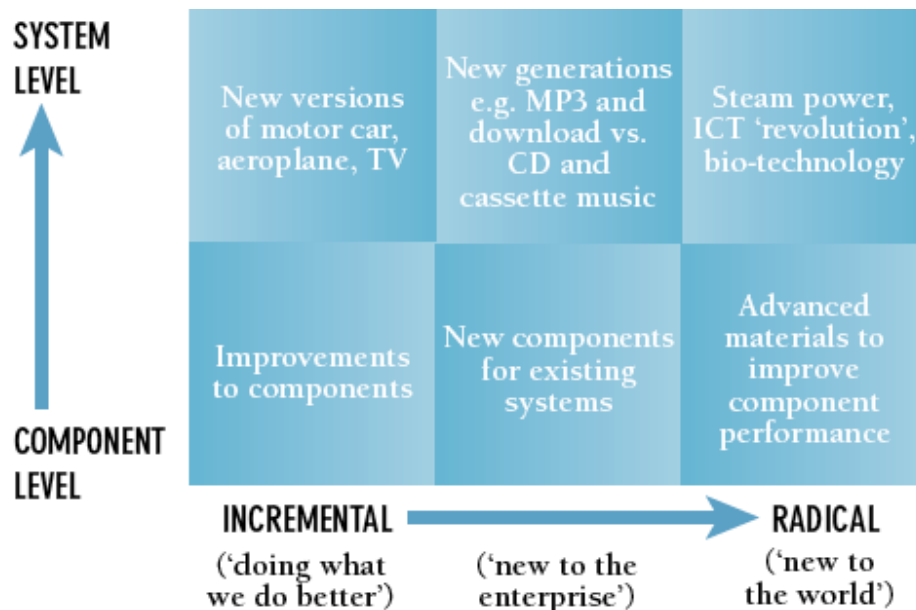 SYSTEM
LEVEL
New versions
of motor car,
aeroplane, TV
New generations
e.g. MP3 and
download vs.
CD and
cassette music
Steam power,
ICT ‘revolution’,
bio-technology
Improvements
to components
New components
for existing
systems
Advanced
materials to
improve
component
performance
COMPONENT
LEVEL
INCREMENTAL
(‘doing what
we do better’)
(‘new to the
enterprise’)
RADICAL
(‘new to
the world’)